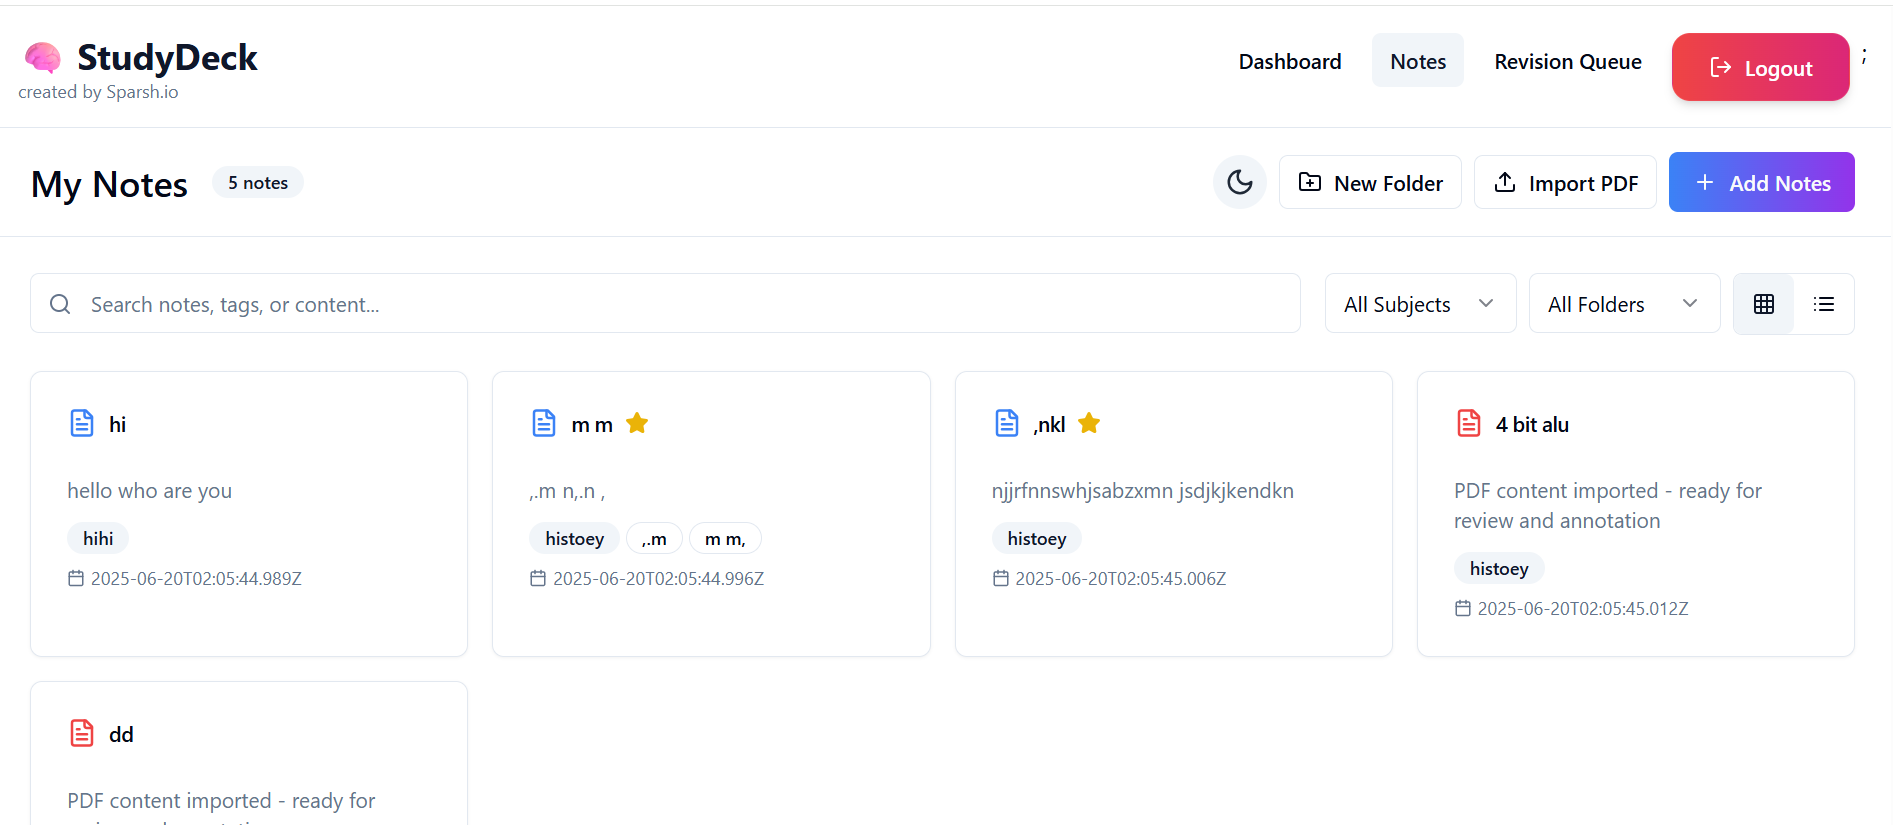 StudyDeck
created by Sparsh.io
Dashboard
Notes
Revision Queue
Logout
;
My Notes
5 notes
New Folder
Import PDF
Add Notes
Search notes, tags, or content...
All Subjects
All Folders
hi
hello who are you
hihi
2025-06-20T02:05:44.989Z
m m
,.m n,.n ,
histoey
,.m
m m,
2025-06-20T02:05:44.996Z
,nkl
njjrfnnswhjsabzxmn jsdjkjkendkn
histoey
2025-06-20T02:05:45.006Z
4 bit alu
PDF content imported - ready for
review and annotation
histoey
2025-06-20T02:05:45.012Z
dd
PDF content imported - ready for